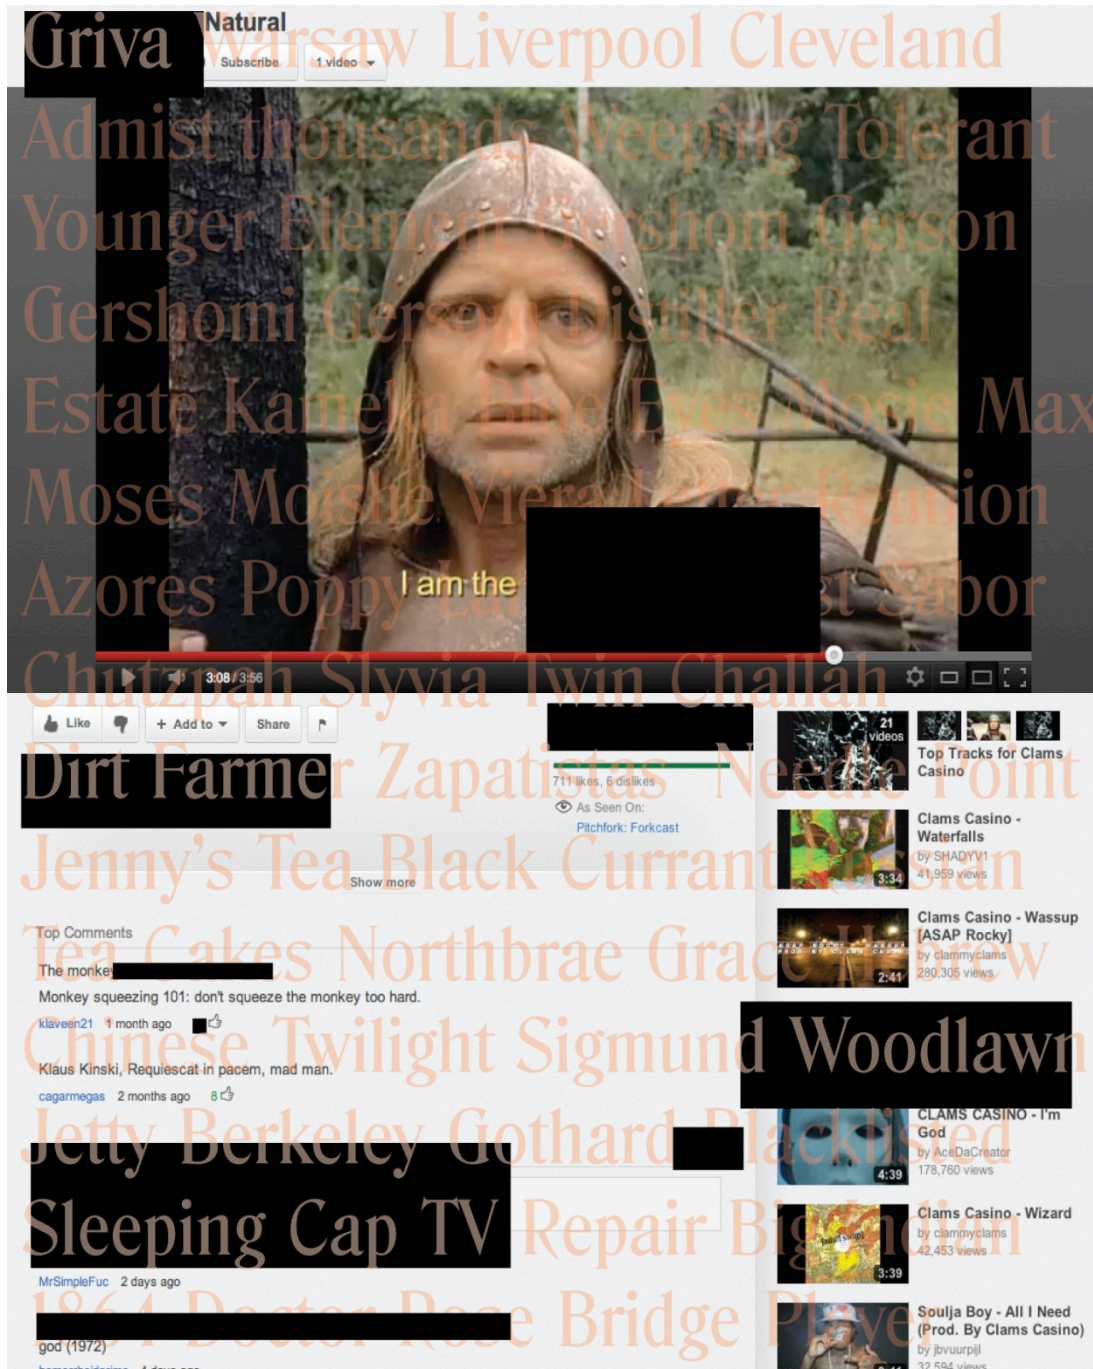 Natural
Griva Warsaw Liverpool Cleveland
Subscribe
1 video
Admist thousands Weeping Tolerant
Younger Element Gershom Gerson
Gershomi Gerson Distiller Real
Estate Kameka Blue Eyes Mosie Max
Moses Moishe Viera Letter Reunion
I am the
Azores Poppy st Sabor
Chutzpah Slyvia Twin Challah
3:08 / 3:56
Like
+ Add to
Share
21 videos
Top Tracks for Clams
Casino
Dirt Farmer Zapatistas Needle Point
711 likes, 6 dislikes
As Seen On:
Pitchfork: Forkcast
Clams Casino -
Waterfalls
by SHADYV1
41,959 views
3:34
Jenny's Tea Black Currant Russian
Show more
Top Comments
Clams Casino - Wassup
[ASAP Rocky]
by clammyclams
280,305 views
2:41
Tea Cakes Northbrae Grace Hebrew
The monkey
Monkey squeezing 101: don't squeeze the monkey too hard.
klaveen21 1 month ago
Chinese Twilight Sigmund Woodlawn
Klaus Kinski, Requiescat in pacem, mad man.
cagarmegas 2 months ago 8
CLAMS CASINO - I'm
God
by AceDaCreator
178,760 views
4:39
Jetty Berkeley Gothard Blacklisted
Sleeping Cap TV Repair Big Indian
Clams Casino - Wizard
by clammyclams
42,453 views
3:39
MrSimpleFuc 2 days ago
1864 Doctor Rose Bridge Player
god (1972)
Soulja Boy - All I Need
(Prod. By Clams Casino)
by jbvuurpijl
32,594 views